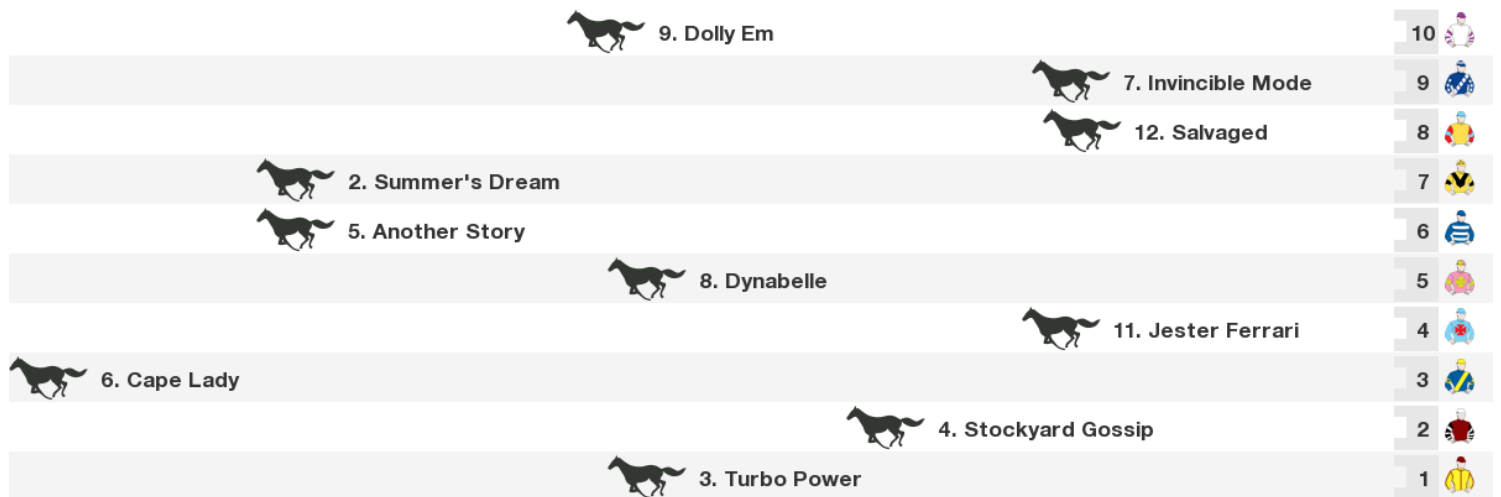 9. Dolly Em 10
7. Invincible Mode 9
12. Salvaged 8
2. Summer's Dream 7
5. Another Story 6
8. Dynabelle 5
11. Jester Ferrari 4
6. Cape Lady 3
4. Stockyard Gossip 2
3. Turbo Power 1